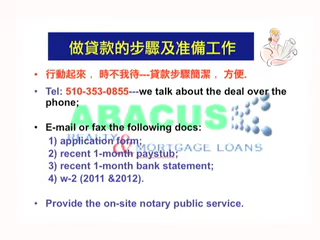 做貸款的步驟及准備工作
• 行動起來， 時不我待---貸款步驟簡潔， 方便.
• Tel: 510-353-0855---we talk about the deal over the
phone;
• E-mail or fax the following docs:
1) application form;
2) recent 1-month paystub;
3) recent 1-month bank statement;
4) w-2 (2011 &2012).
• Provide the on-site notary public service.
ABACUS
REALTY & MORTGAGE LOANS